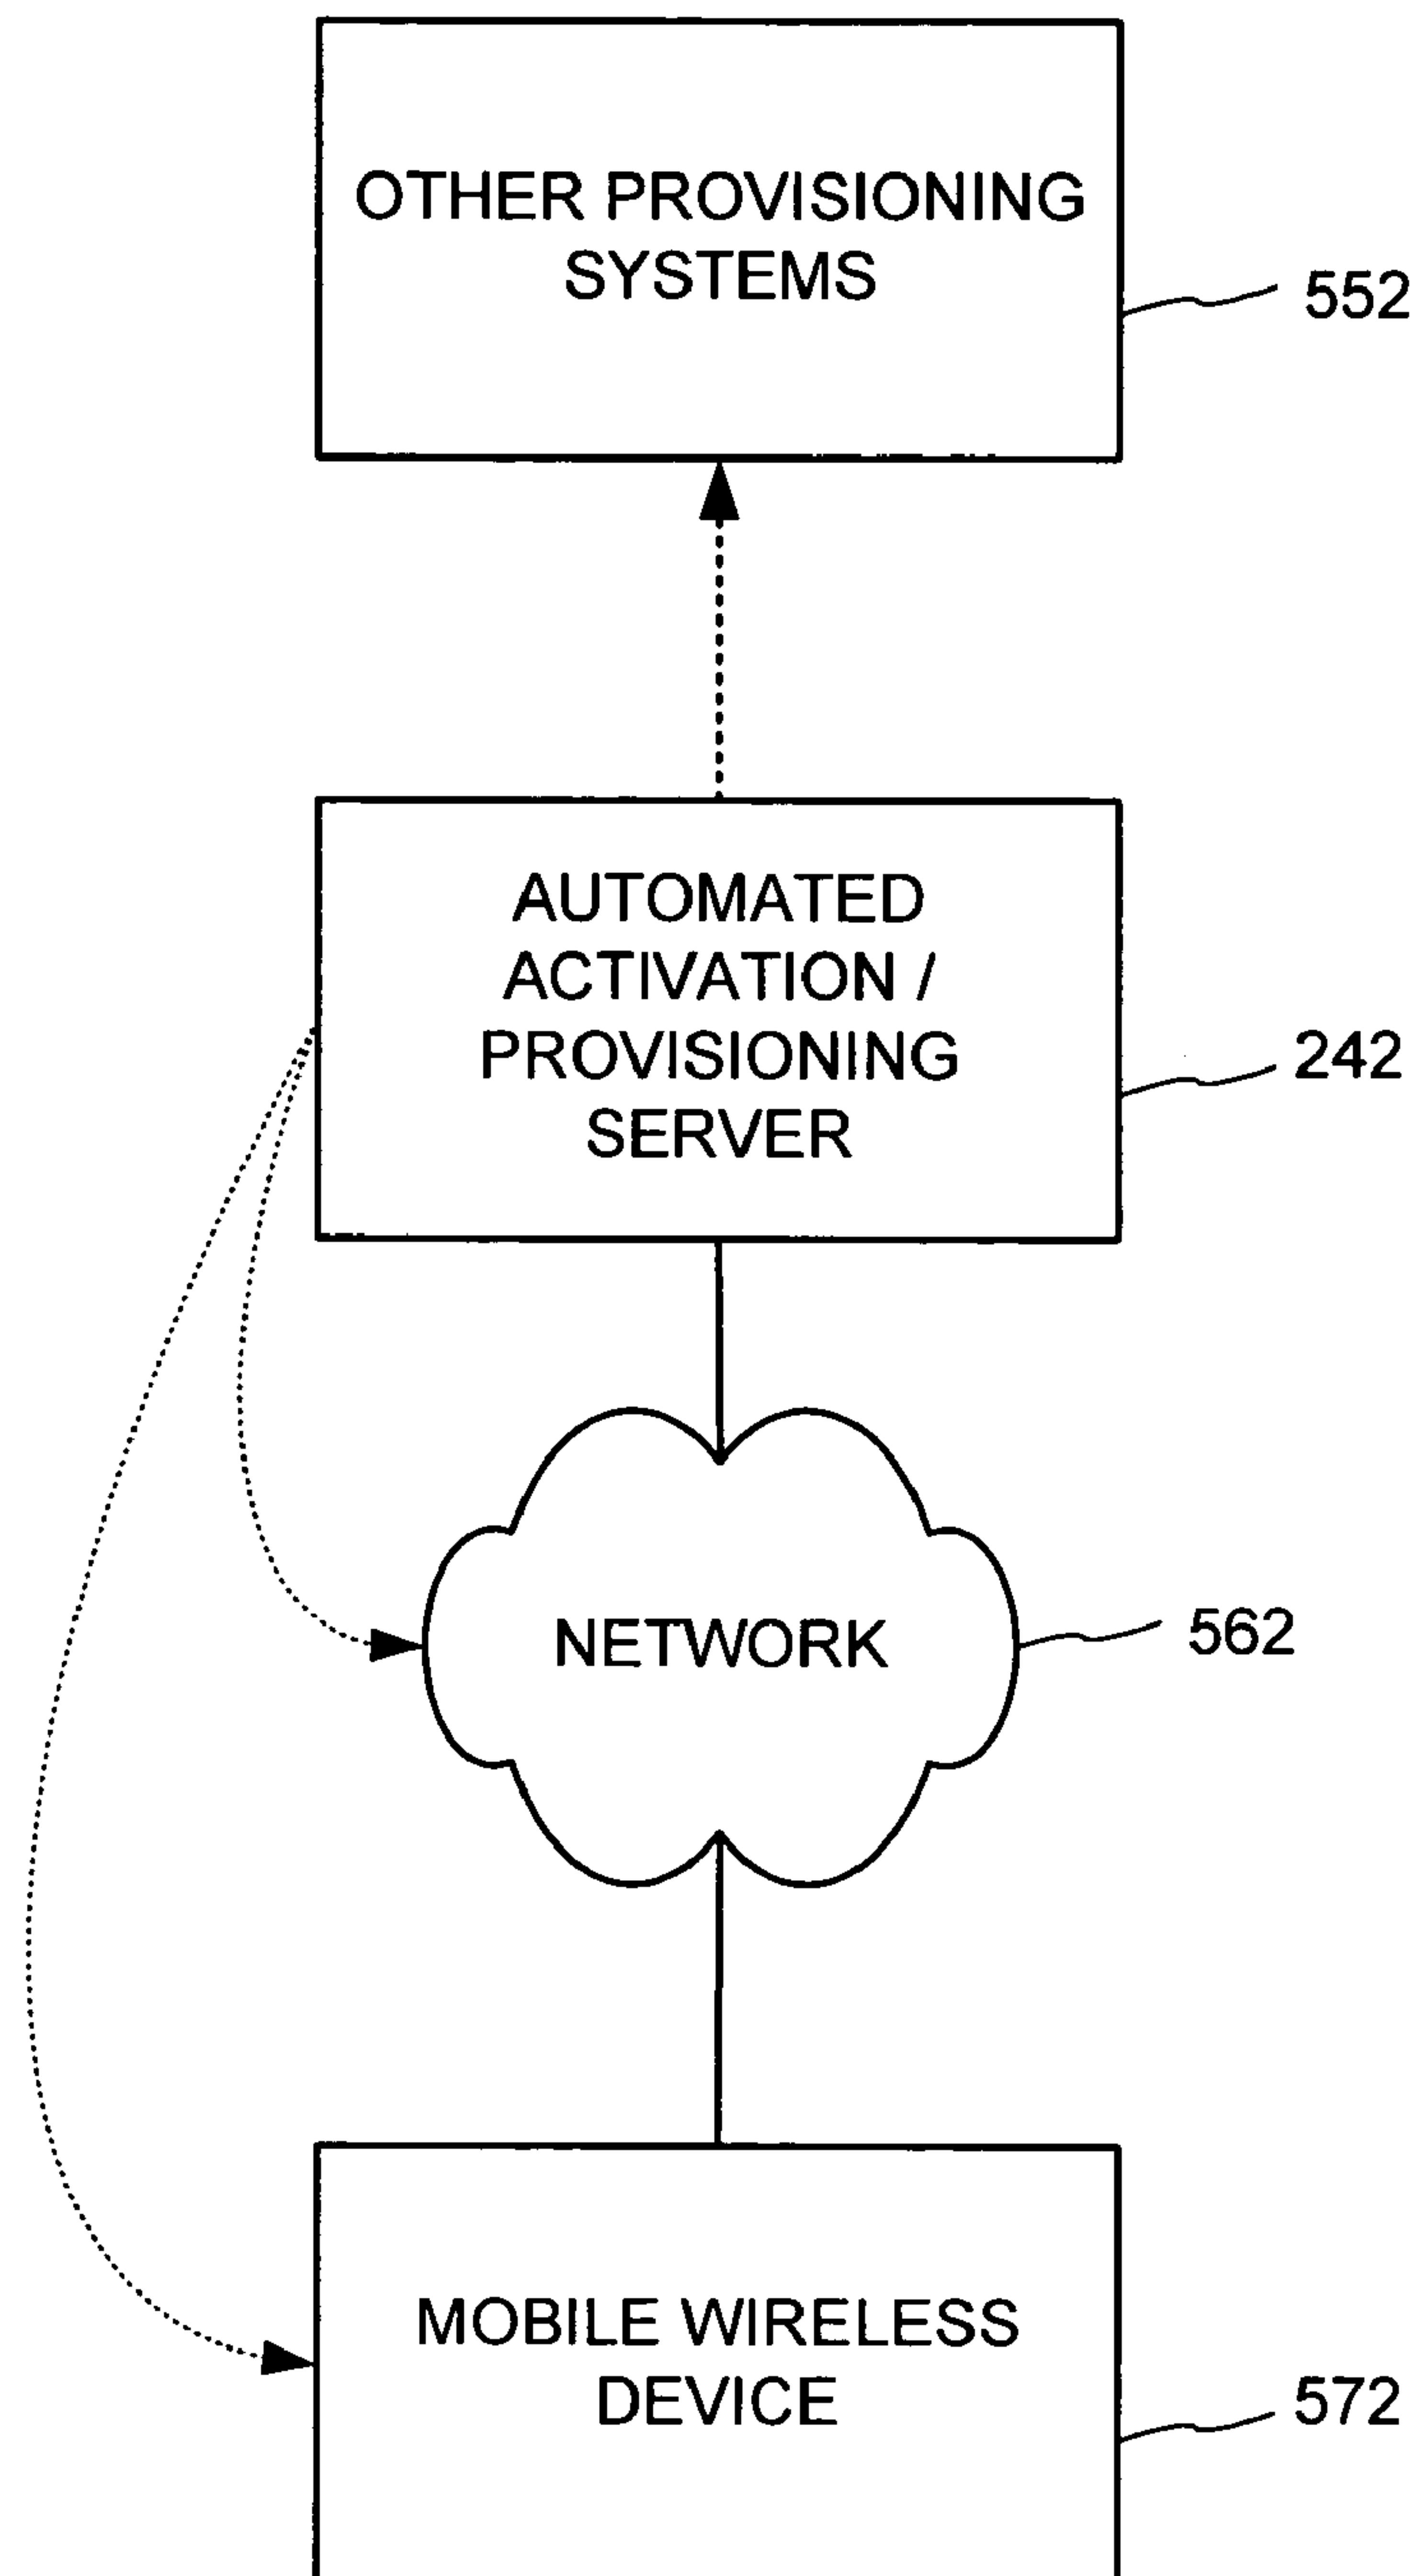 OTHER PROVISIONING
SYSTEMS
552
AUTOMATED
ACTIVATION /
PROVISIONING
SERVER
242
NETWORK
562
MOBILE WIRELESS
DEVICE
572